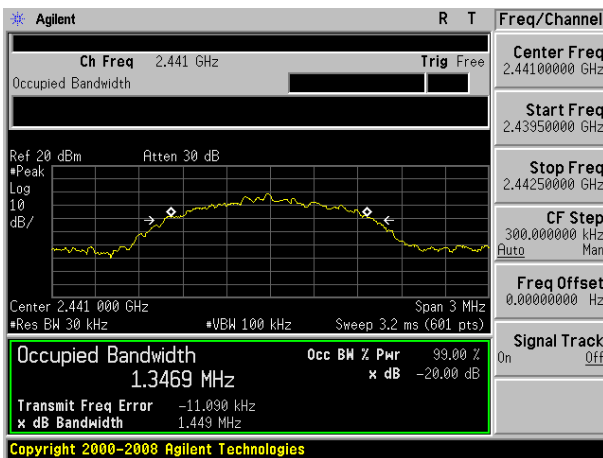 Agilent R T
Ch Freq 2.441 GHz Trig Free
Occupied Bandwidth
Ref 20 dBm Atten 30 dB
#Peak
Log
10
dB/
Center 2.441 000 GHz Span 3 MHz
#Res BW 30 kHz #VBW 100 kHz Sweep 3.2 ms (601 pts)
Occupied Bandwidth Occ BW % Pwr 99.00 %
1.3469 MHz x dB -20.00 dB
Transmit Freq Error -11.090 kHz
x dB Bandwidth 1.449 MHz
Copyright 2000-2008 Agilent Technologies
Freq/Channel
Center Freq
2.44100000 GHz
Start Freq
2.43950000 GHz
Stop Freq
2.44250000 GHz
CF Step
300.000000 kHz
Auto Man
Freq Offset
0.00000000 Hz
Signal Track
On Off